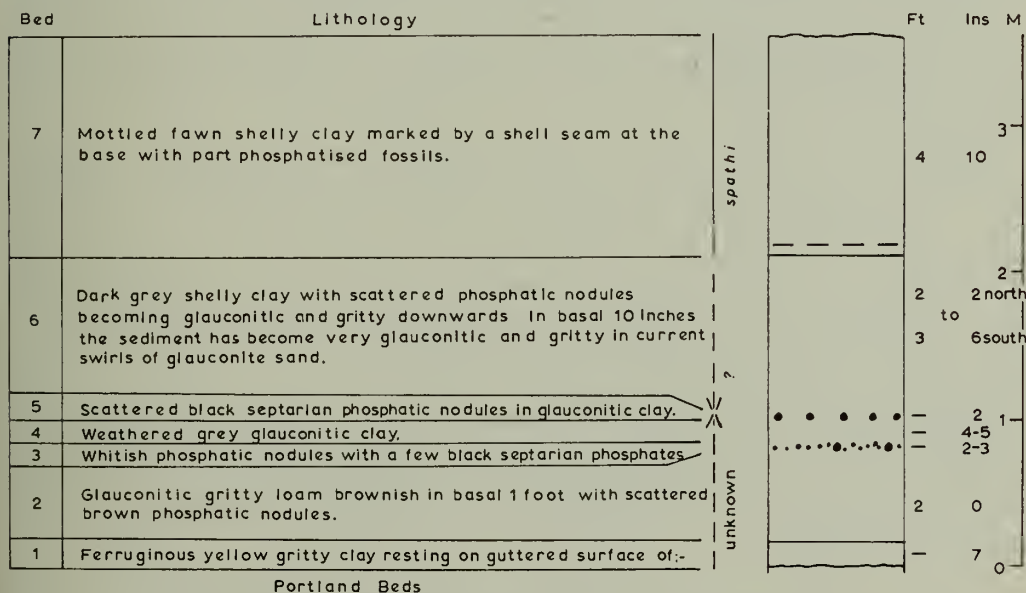 Bed Lithology Ft Ins M
7 Mottled fawn shelly clay marked by a shell seam at the
base with part phosphatised fossils.
spathi
4 10
3
2
6 Dark grey shelly clay with scattered phosphatic nodules
becoming glauconitic and gritty downwards In basal 10 inches
the sediment has become very glauconitic and gritty in current
swirls of glauconite sand.
?
2 2 north
to
3 6 south
5 Scattered black septarian phosphatic nodules in glauconitic clay.
— 2
1
4 Weathered grey glauconitic clay.
— 4-5
3 Whitish phosphatic nodules with a few black septarian phosphates
— 2-3
2 Glauconitic gritty loam brownish in basal 1 foot with scattered
brown phosphatic nodules.
unknown
2 0
1 Ferruginous yellow gritty clay resting on guttered surface of:-
— 7
0
Portland Beds